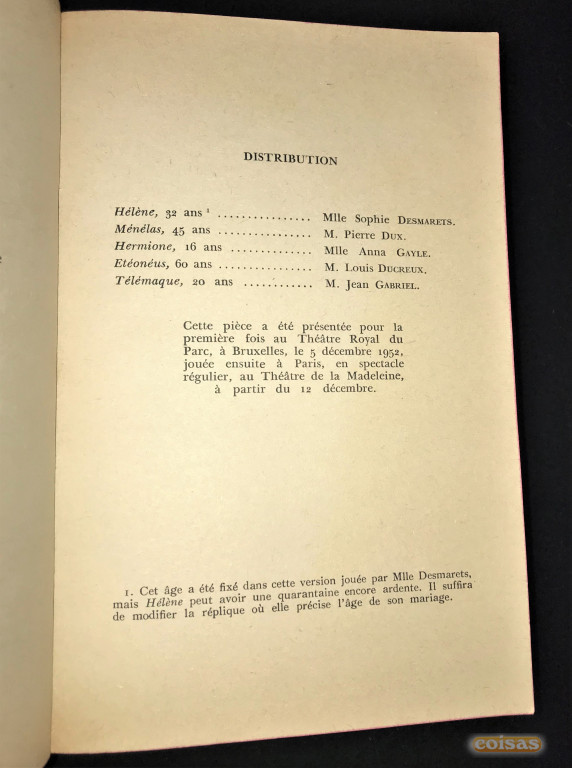 DISTRIBUTION
Hélène, 32 ans ¹ ................ Mlle Sophie DESMARETS.
Ménélas, 45 ans ................ M. Pierre DUX.
Hermione, 16 ans .............. Mlle Anna GAYLE.
Etéonéus, 60 ans ................ M. Louis DUCREUX.
Télémaque, 20 ans ............ M. Jean GABRIEL.
Cette pièce a été présentée pour la
première fois au Théâtre Royal du
Parc, à Bruxelles, le 5 décembre 1952,
jouée ensuite à Paris, en spectacle
régulier, au Théâtre de la Madeleine,
à partir du 12 décembre.
1. Cet âge a été fixé dans cette version jouée par Mlle Desmarets,
mais Hélène peut avoir une quarantaine encore ardente. Il suffira
de modifier la réplique où elle précise l'âge de son mariage.
coisas